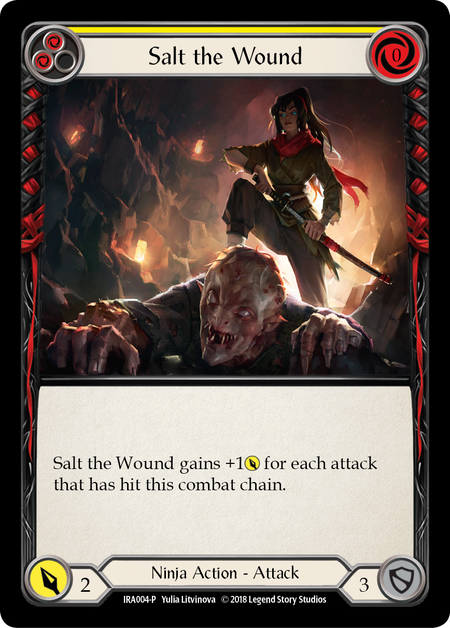 Salt the Wound
0
Salt the Wound gains +1 for each attack
that has hit this combat chain.
2
Ninja Action - Attack
3
IRA004-P Yulia Litvinova © 2018 Legend Story Studios